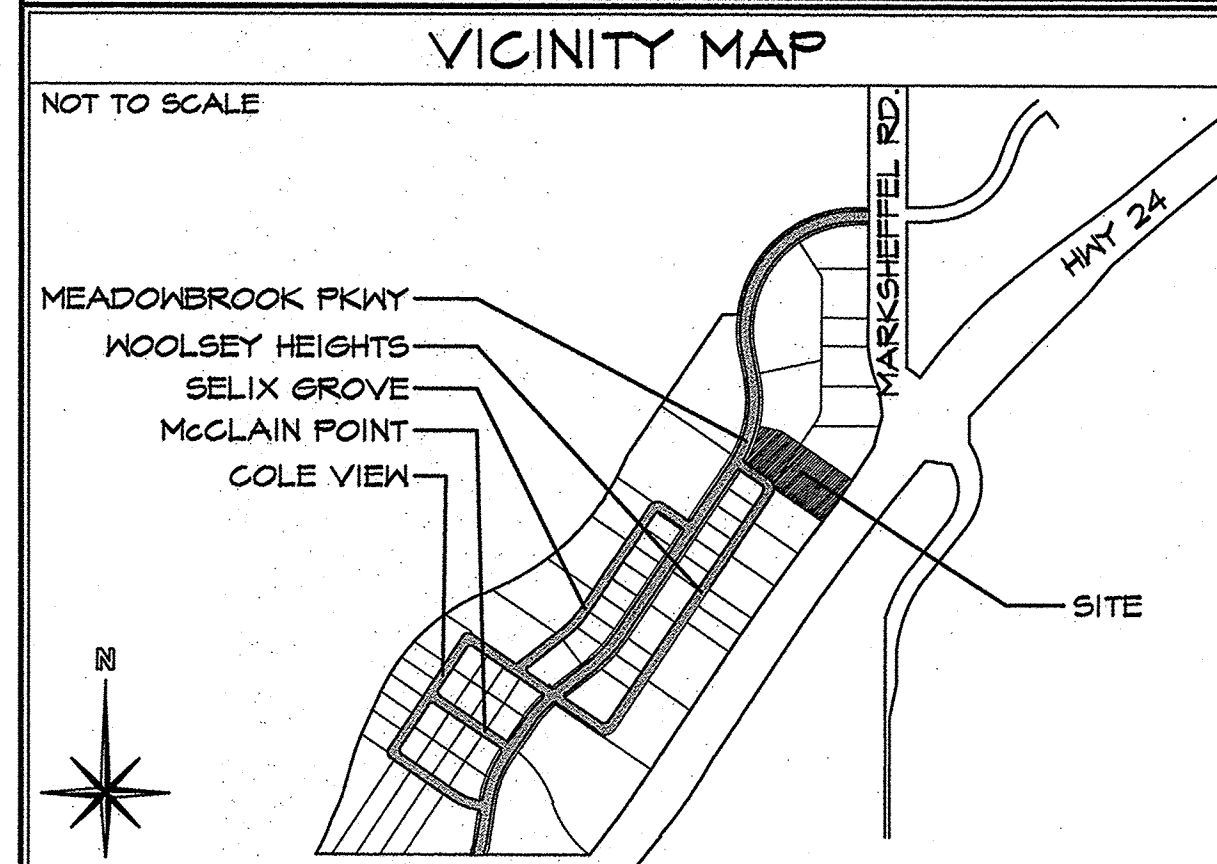 VICINITY MAP
NOT TO SCALE
MARKSHEFFEL RD.
HWY 24
MEADOWBROOK PKWY
WOOLSEY HEIGHTS
SELIX GROVE
McCLAIN POINT
COLE VIEW
SITE
N